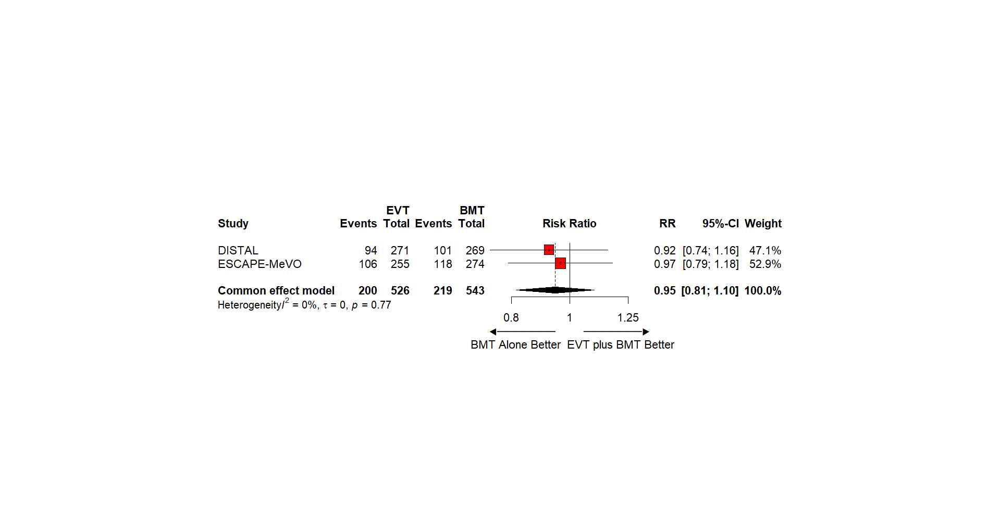 EVT BMT
Study Events Total Events Total Risk Ratio RR 95%-CI Weight
DISTAL 94 271 101 269 0.92 [0.74; 1.16] 47.1%
ESCAPE-MeVO 106 255 118 274 0.97 [0.79; 1.18] 52.9%
Common effect model 200 526 219 543 0.95 [0.81; 1.10] 100.0%
Heterogeneity I² = 0%, τ = 0, p = 0.77
0.8 1 1.25
BMT Alone Better EVT plus BMT Better